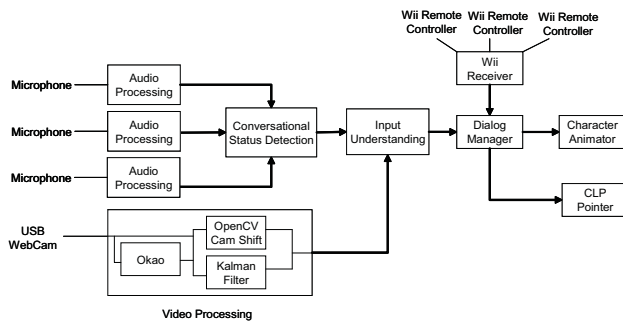 Wii Remote
Controller
Wii Remote
Controller
Wii Remote
Controller
Wii
Receiver
Microphone
Audio
Processing
Microphone
Audio
Processing
Microphone
Audio
Processing
Conversational
Status Detection
Input
Understanding
Dialog
Manager
Character
Animator
CLP
Pointer
USB
WebCam
Okao
OpenCV
Cam Shift
Kalman
Filter
Video Processing